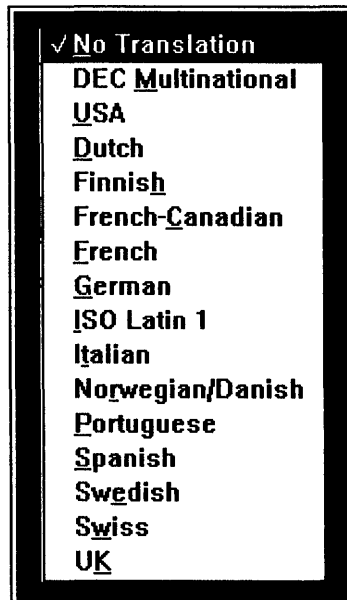 ✓ No Translation
DEC Multinational
USA
Dutch
Finnish
French-Canadian
French
German
ISO Latin 1
Italian
Norwegian/Danish
Portuguese
Spanish
Swedish
Swiss
UK